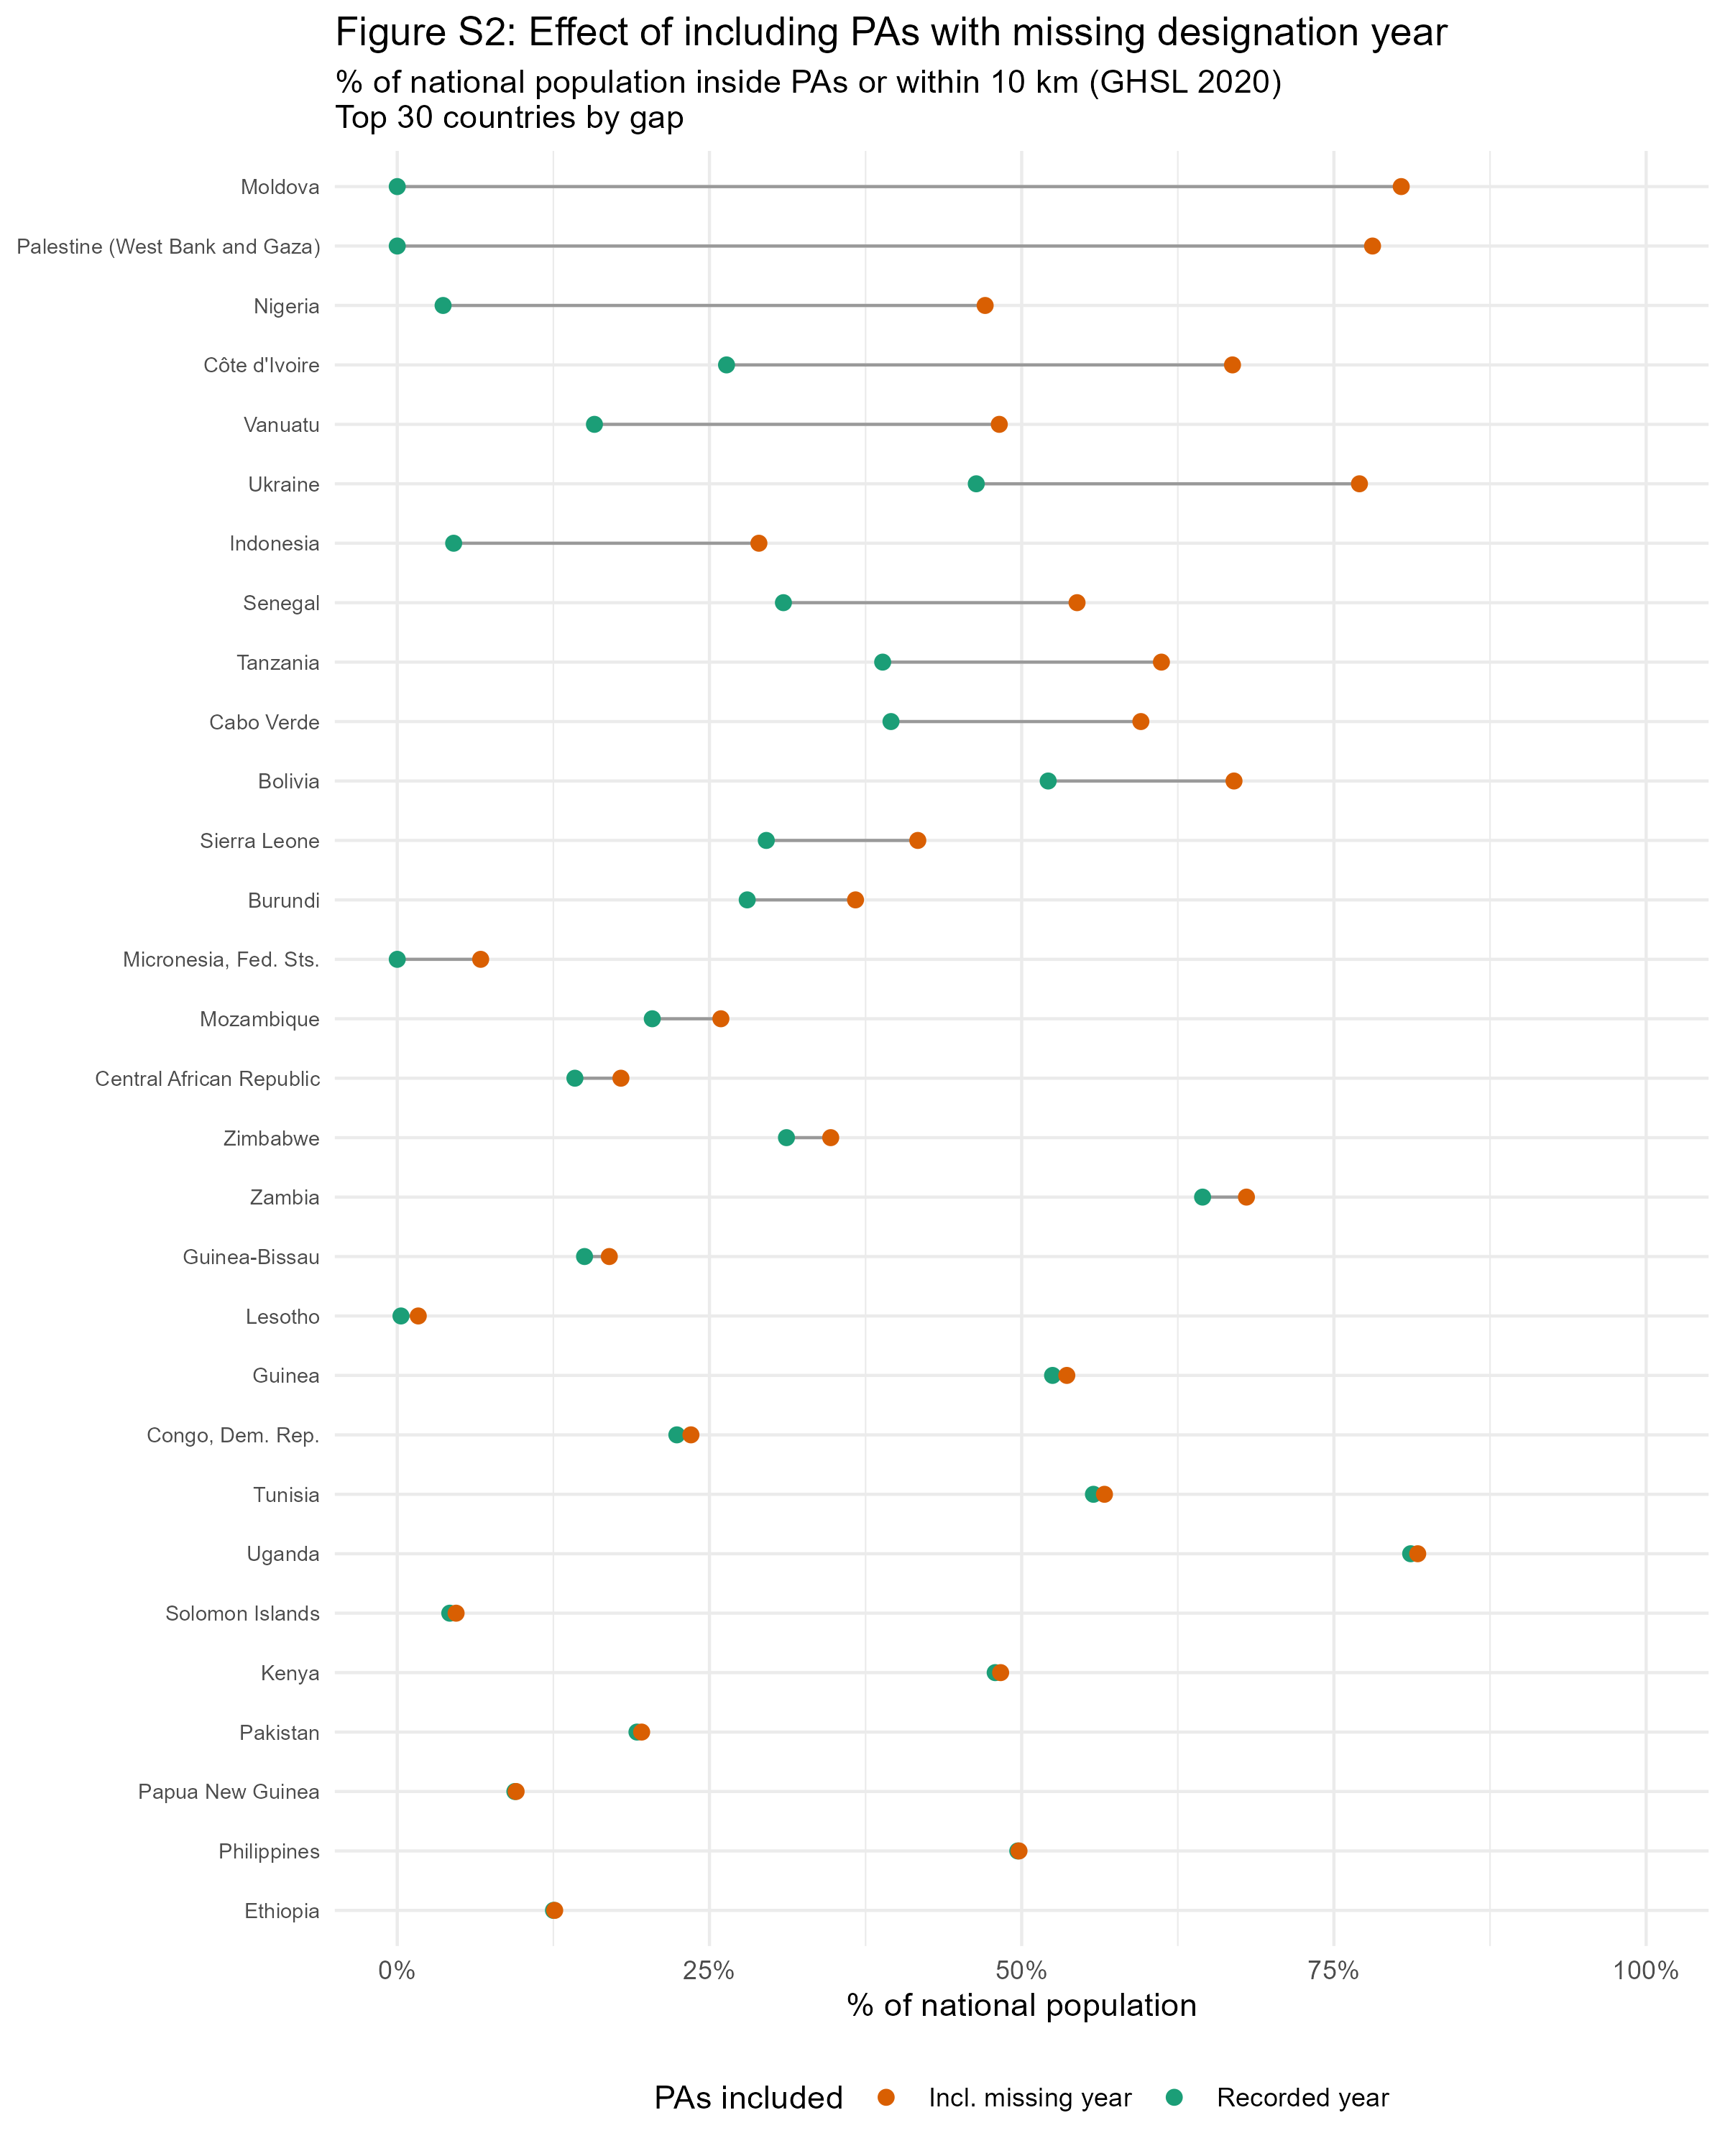 Figure S2: Effect of including PAs with missing designation year
% of national population inside PAs or within 10 km (GHSL 2020)
Top 30 countries by gap
Moldova
Palestine (West Bank and Gaza)
Nigeria
Côte d'Ivoire
Vanuatu
Ukraine
Indonesia
Senegal
Tanzania
Cabo Verde
Bolivia
Sierra Leone
Burundi
Micronesia, Fed. Sts.
Mozambique
Central African Republic
Zimbabwe
Zambia
Guinea-Bissau
Lesotho
Guinea
Congo, Dem. Rep.
Tunisia
Uganda
Solomon Islands
Kenya
Pakistan
Papua New Guinea
Philippines
Ethiopia
0% 25% 50% 75% 100%
% of national population
PAs included Incl. missing year Recorded year